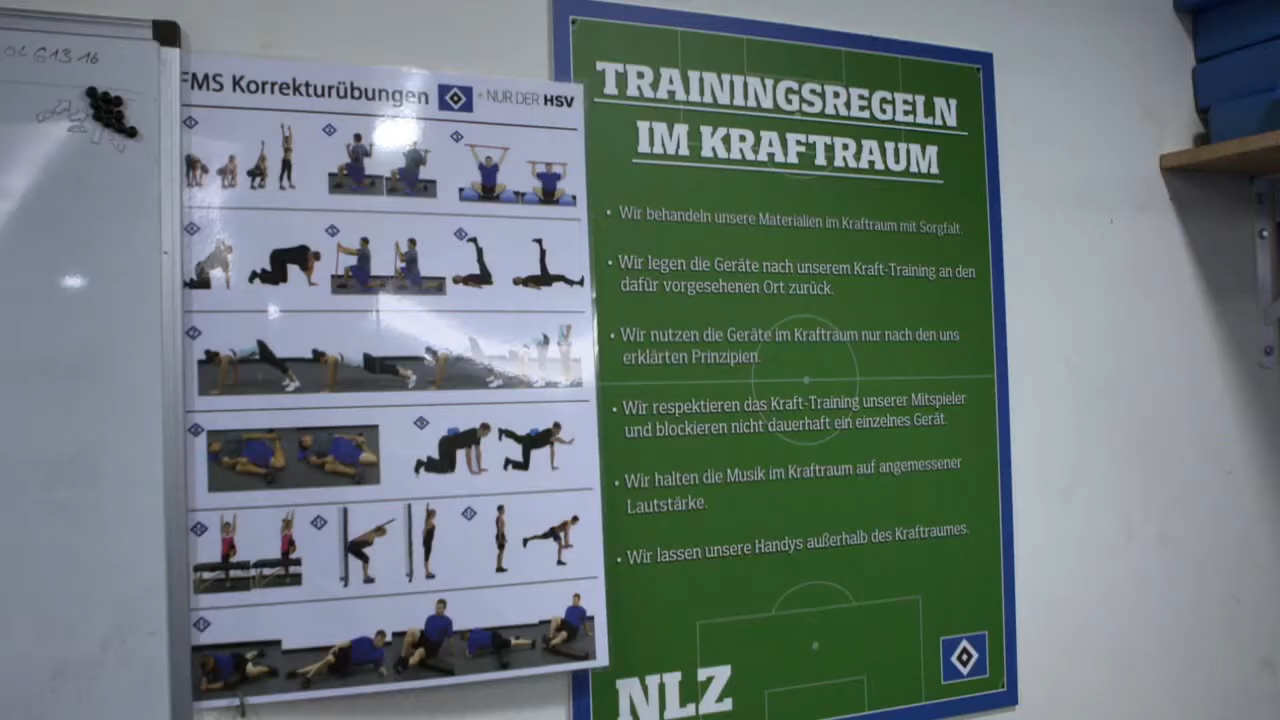 FMS Korrekturübungen
+ NUR DER HSV
TRAININGSREGELN
IM KRAFTRAUM
• Wir behandeln unsere Materialien im Kraftraum mit Sorgfalt.
• Wir legen die Geräte nach unserem Kraft-Training an den
dafür vorgesehenen Ort zurück.
• Wir nutzen die Geräte im Kraftraum nur nach den uns
erklärten Prinzipien.
• Wir respektieren das Kraft-Training unserer Mitspieler
und blockieren nicht dauerhaft ein einzelnes Gerät.
• Wir halten die Musik im Kraftraum auf angemessener
Lautstärke.
• Wir lassen unsere Handys außerhalb des Kraftraumes.
NLZ